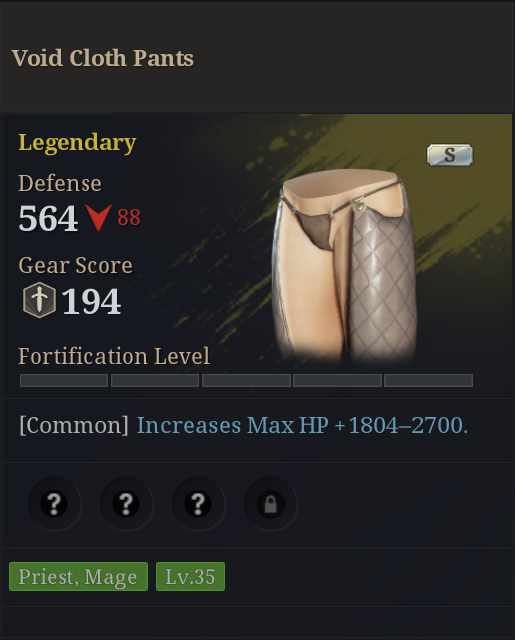 Void Cloth Pants
Legendary
S
Defense
564 88
Gear Score
194
Fortification Level
[Common] Increases Max HP +1804–2700.
? ? ?
Priest, Mage Lv.35